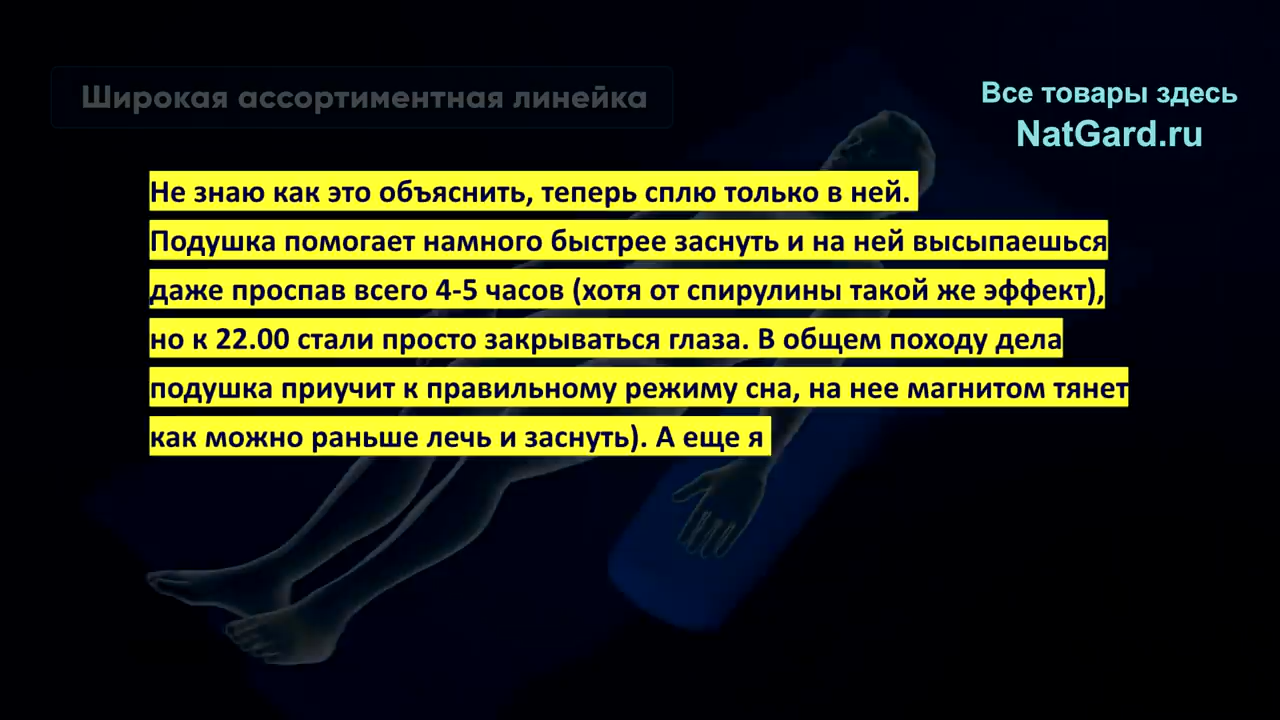 Широкая ассортиментная линейка
Все товары здесь
NatGard.ru
Не знаю как это объяснить, теперь сплю только в ней.
Подушка помогает намного быстрее заснуть и на ней высыпаешься
даже проспав всего 4-5 часов (хотя от спирулины такой же эффект),
но к 22.00 стали просто закрываться глаза. В общем походу дела
подушка приучит к правильному режиму сна, на нее магнитом тянет
как можно раньше лечь и заснуть). А еще я